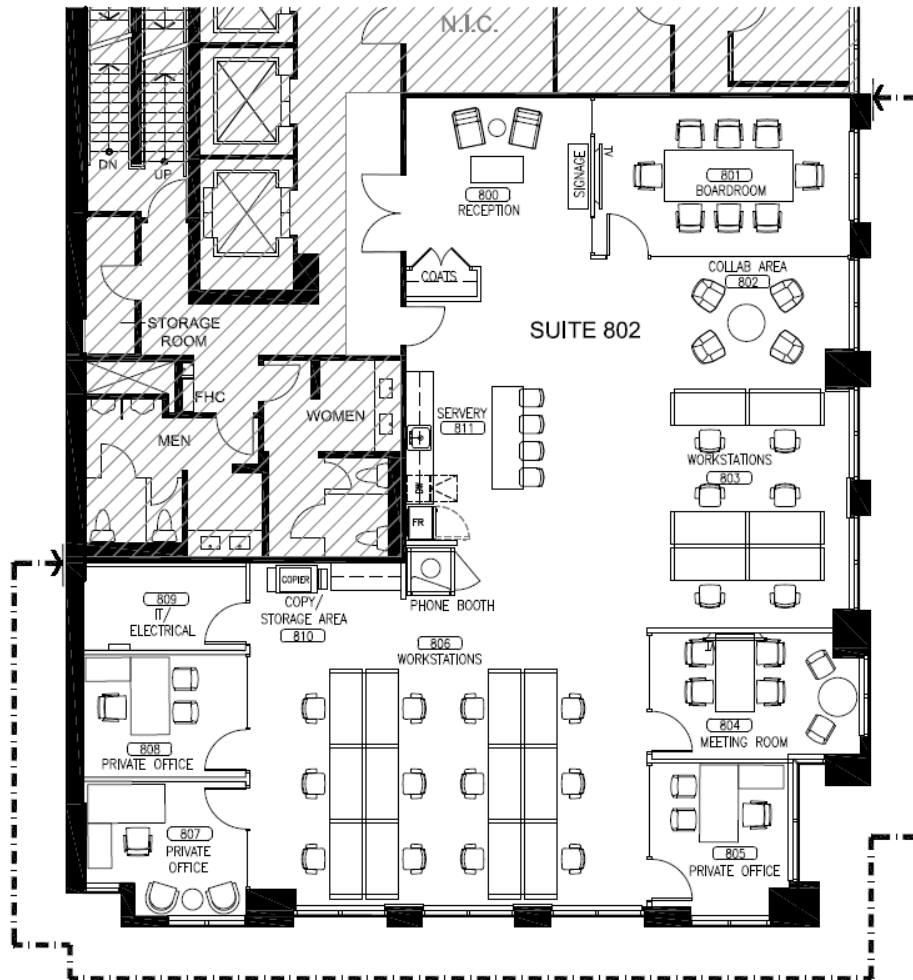 N.I.C.
DN
UP
SIGNAGE
TV
800
RECEPTION
801
BOARDROOM
COATS
COLLAB AREA
802
STORAGE
ROOM
SUITE 802
FHC
WOMEN
MEN
SERVERY
811
WORKSTATIONS
803
DW
FR
PHONE BOOTH
COPIER
COPY/
STORAGE AREA
810
809
IT/
ELECTRICAL
806
WORKSTATIONS
TV
804
MEETING ROOM
808
PRIVATE OFFICE
807
PRIVATE
OFFICE
805
PRIVATE OFFICE